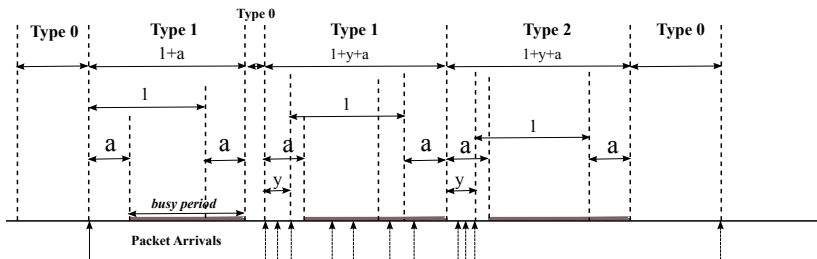 Type 0
Type 1
Type 0
Type 1
Type 2
Type 0
1+a
1+y+a
1+y+a
1
1
1
a
a
a
a
a
a
y
y
busy period
Packet Arrivals